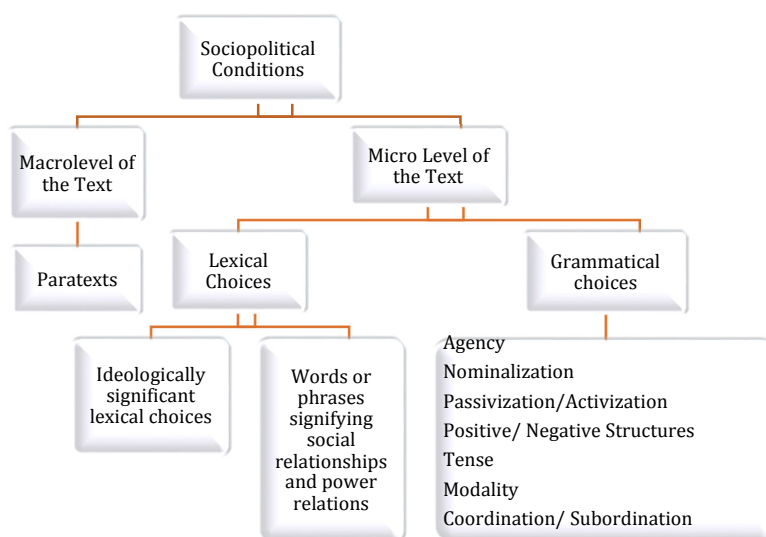 Sociopolitical
Conditions
Macrolevel of
the Text
Micro Level of
the Text
Paratexts
Lexical
Choices
Grammatical
choices
Ideologically
significant
lexical choices
Words or
phrases
signifying
social
relationships
and power
relations
Agency
Nominalization
Passivization/Activization
Positive/ Negative Structures
Tense
Modality
Coordination/ Subordination